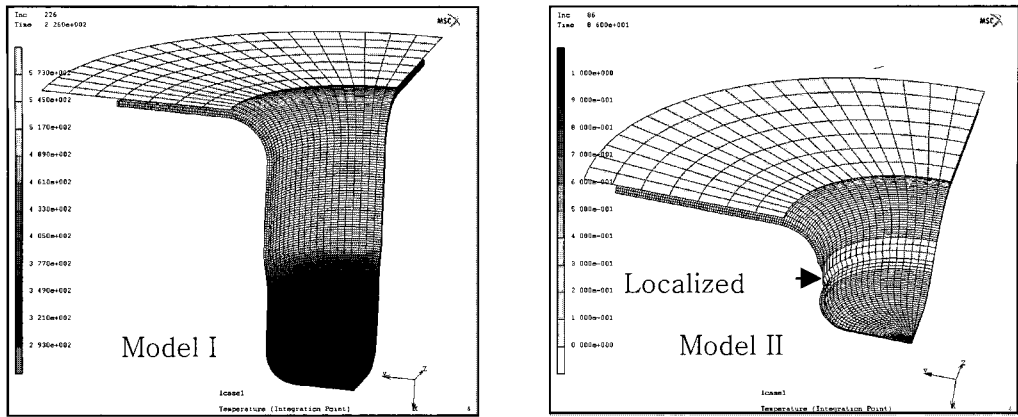 Inc 226
Time 2 260e+002
MSC
5 730e+002
5 450e+002
5 170e+002
4 890e+002
4 610e+002
4 330e+002
4 050e+002
3 770e+002
3 490e+002
3 210e+002
2 930e+002
Model I
lcase1
Temperature (Integration Point)
Inc 86
Time 8 600e+001
MSC
1 000e+000
9 000e-001
8 000e-001
7 000e-001
6 000e-001
5 000e-001
4 000e-001
3 000e-001
2 000e-001
1 000e-001
0 000e+000
Localized
Model II
lcase1
Temperature (Integration Point)